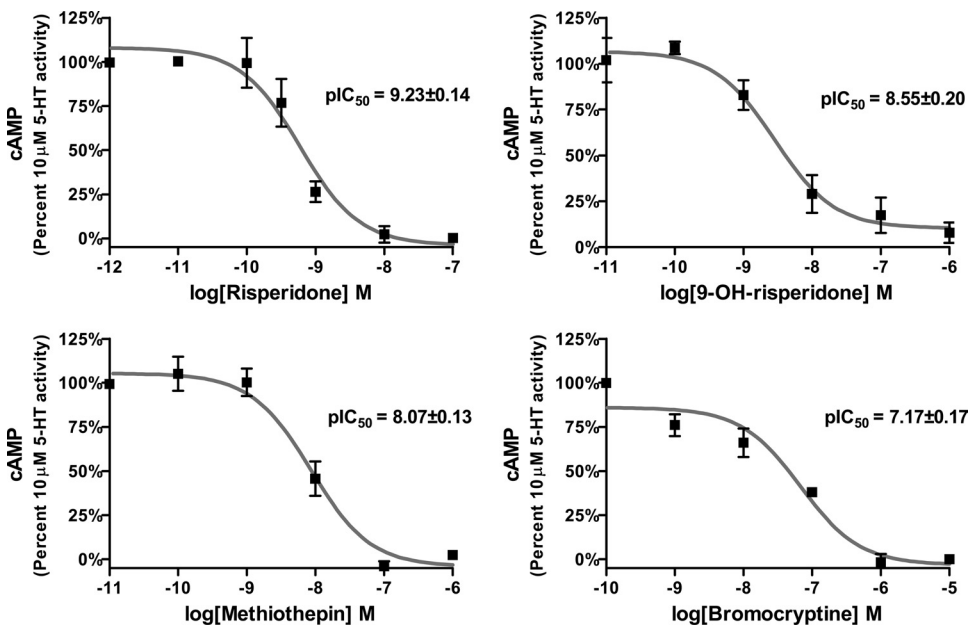 cAMP
(Percent 10 µM 5-HT activity)
125%
100%
75%
50%
25%
0%
pIC50 = 9.23±0.14
-12 -11 -10 -9 -8 -7
log[Risperidone] M
cAMP
(Percent 10 µM 5-HT activity)
125%
100%
75%
50%
25%
0%
pIC50 = 8.55±0.20
-11 -10 -9 -8 -7 -6
log[9-OH-risperidone] M
cAMP
(Percent 10 µM 5-HT activity)
125%
100%
75%
50%
25%
0%
pIC50 = 8.07±0.13
-11 -10 -9 -8 -7 -6
log[Methiothepin] M
cAMP
(Percent 10 µM 5-HT activity)
125%
100%
75%
50%
25%
0%
pIC50 = 7.17±0.17
-10 -9 -8 -7 -6 -5
log[Bromocryptine] M